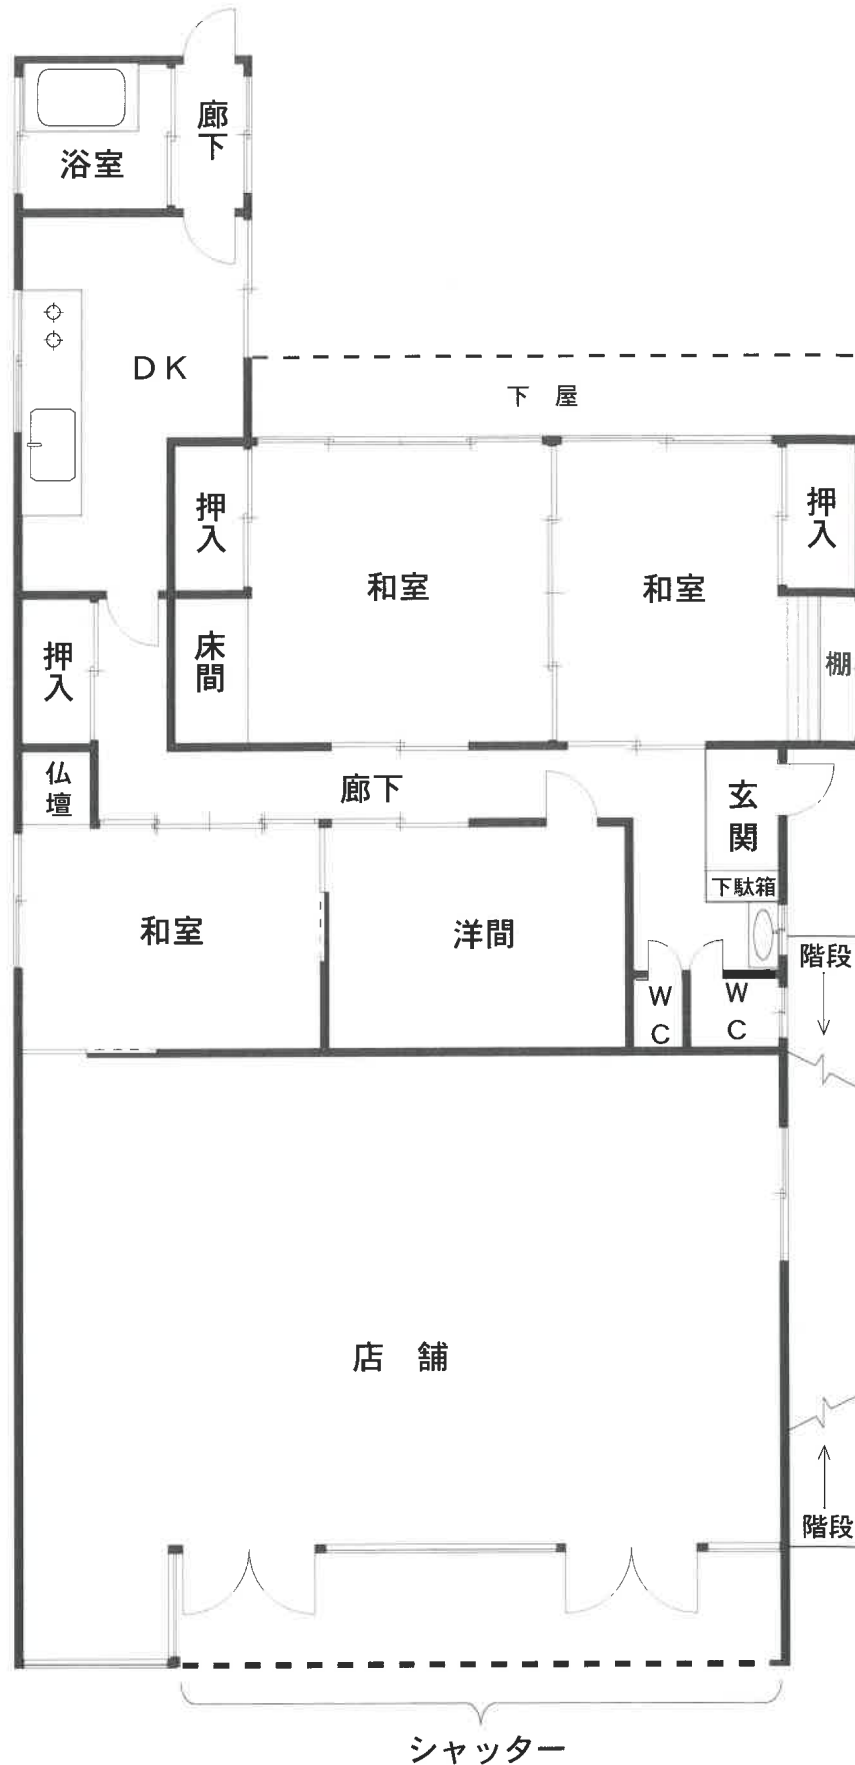 廊下
浴室
DK
下屋
押入
押入
和室
和室
床間
押入
棚
仏壇
廊下
玄関
下駄箱
和室
洋間
階段
WC
WC
店舗
階段
シャッター